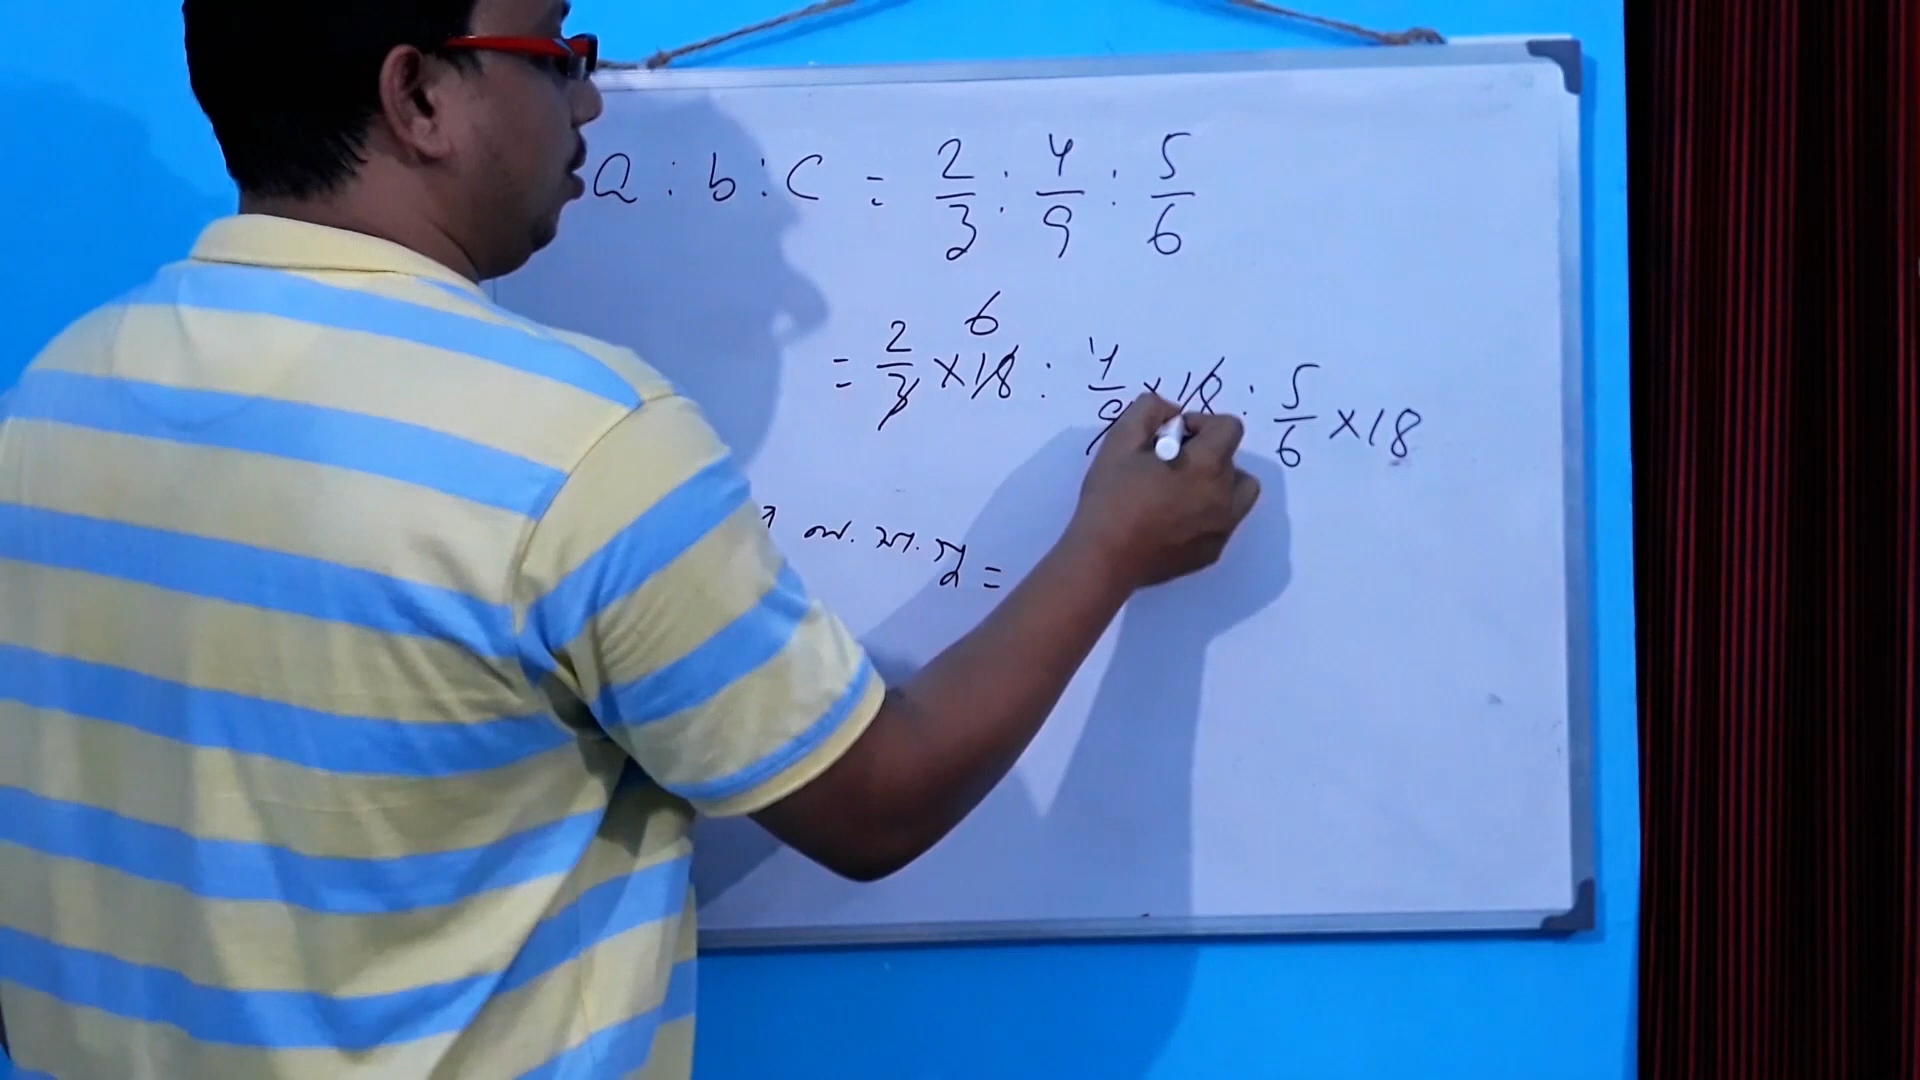 a : b : c = 2/3 : 4/9 : 5/6
= 2/3 × 18 6 : 4/9 × 18 : 5/6 × 18
ল. সা. গু =